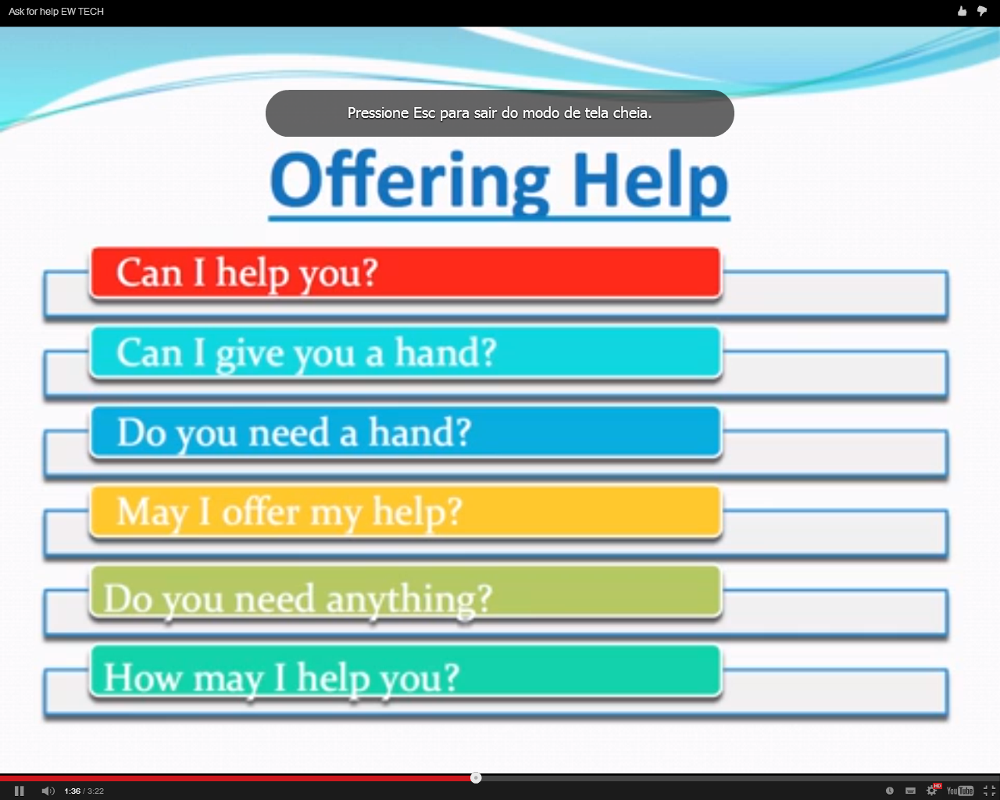 Ask for help EW TECH
Pressione Esc para sair do modo de tela cheia.
Offering Help
Can I help you?
Can I give you a hand?
Do you need a hand?
May I offer my help?
Do you need anything?
How may I help you?
1:36 / 3:22
HD
YouTube